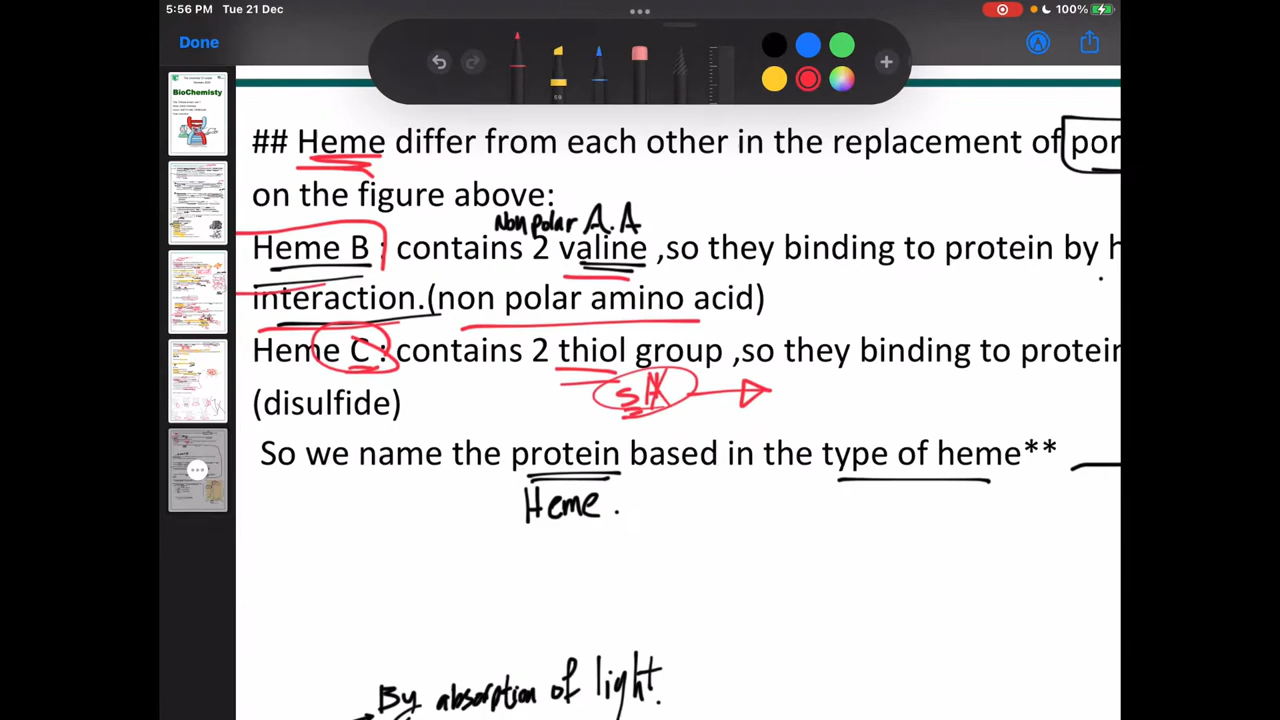 5:56 PM Tue 21 Dec
100%
Done
BioChemisty
## Heme differ from each other in the replacement of por
on the figure above:
Non polar A.A
Heme B : contains 2 valine ,so they binding to protein by h
interaction.(non polar amino acid)
Heme C : contains 2 thiol group ,so they binding to protein
SH
(disulfide)
So we name the protein based in the type of heme**
Heme .
By absorption of light.